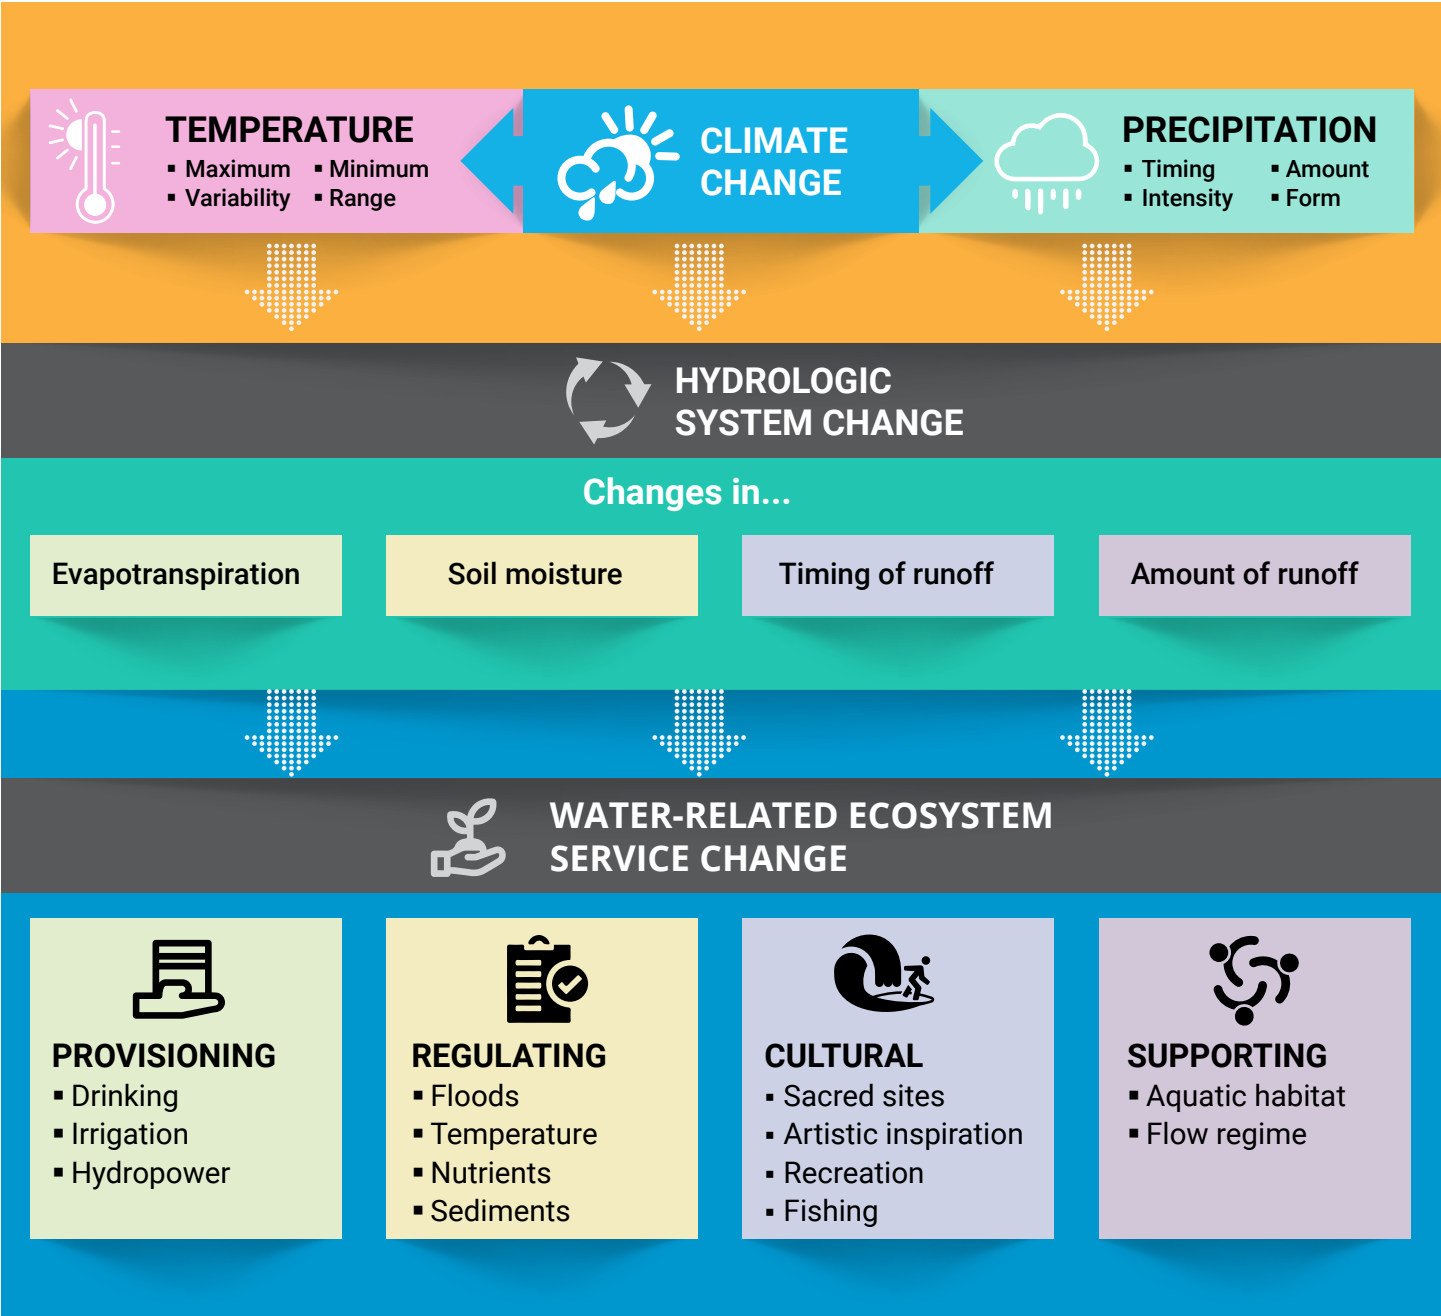 TEMPERATURE
▪ Maximum ▪ Minimum
▪ Variability ▪ Range
CLIMATE
CHANGE
PRECIPITATION
▪ Timing ▪ Amount
▪ Intensity ▪ Form
HYDROLOGIC
SYSTEM CHANGE
Changes in...
Evapotranspiration
Soil moisture
Timing of runoff
Amount of runoff
WATER-RELATED ECOSYSTEM
SERVICE CHANGE
PROVISIONING
▪ Drinking
▪ Irrigation
▪ Hydropower
REGULATING
▪ Floods
▪ Temperature
▪ Nutrients
▪ Sediments
CULTURAL
▪ Sacred sites
▪ Artistic inspiration
▪ Recreation
▪ Fishing
SUPPORTING
▪ Aquatic habitat
▪ Flow regime